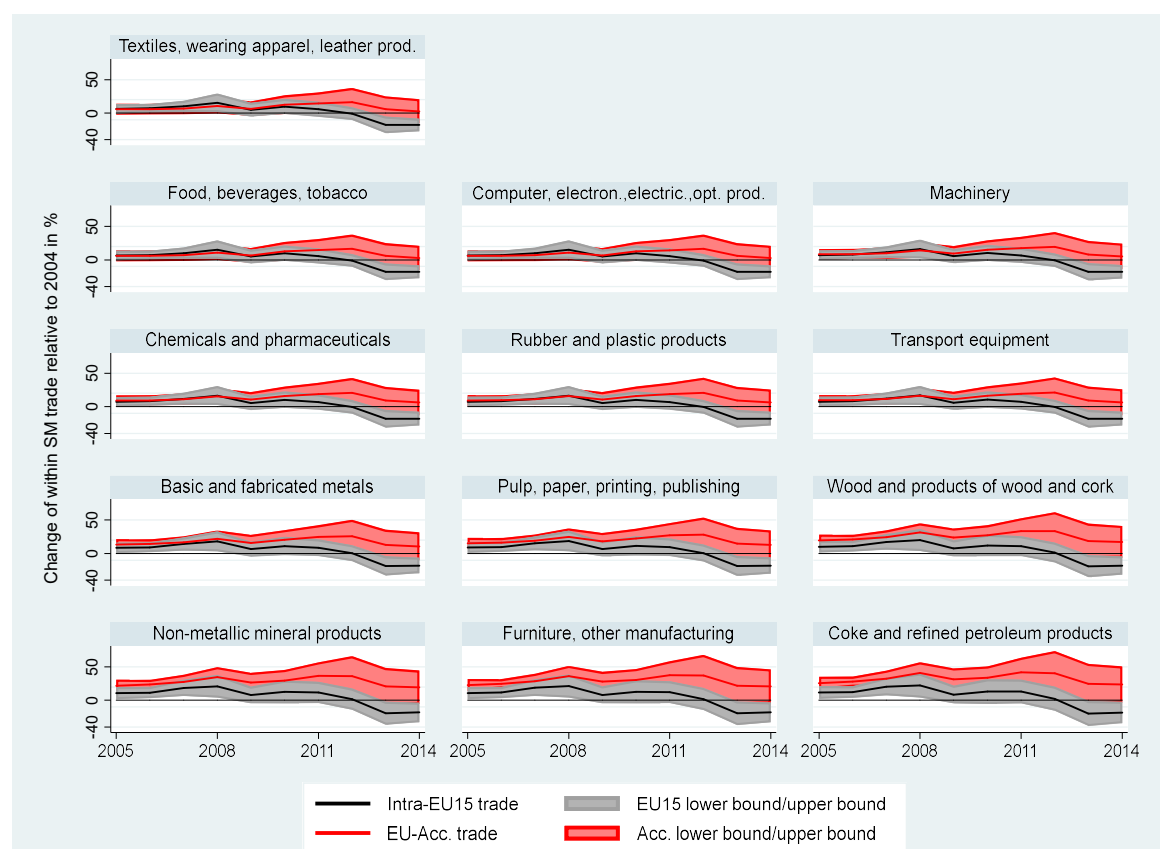 Textiles, wearing apparel, leather prod.
50
0
-40
Food, beverages, tobacco
Computer, electron.,electric.,opt. prod.
Machinery
50
0
-40
Chemicals and pharmaceuticals
Rubber and plastic products
Transport equipment
50
0
-40
Basic and fabricated metals
Pulp, paper, printing, publishing
Wood and products of wood and cork
50
0
-40
Non-metallic mineral products
Furniture, other manufacturing
Coke and refined petroleum products
50
0
-40
2005 2008 2011 2014 2005 2008 2011 2014 2005 2008 2011 2014
Change of within SM trade relative to 2004 in %
Intra-EU15 trade
EU15 lower bound/upper bound
EU-Acc. trade
Acc. lower bound/upper bound